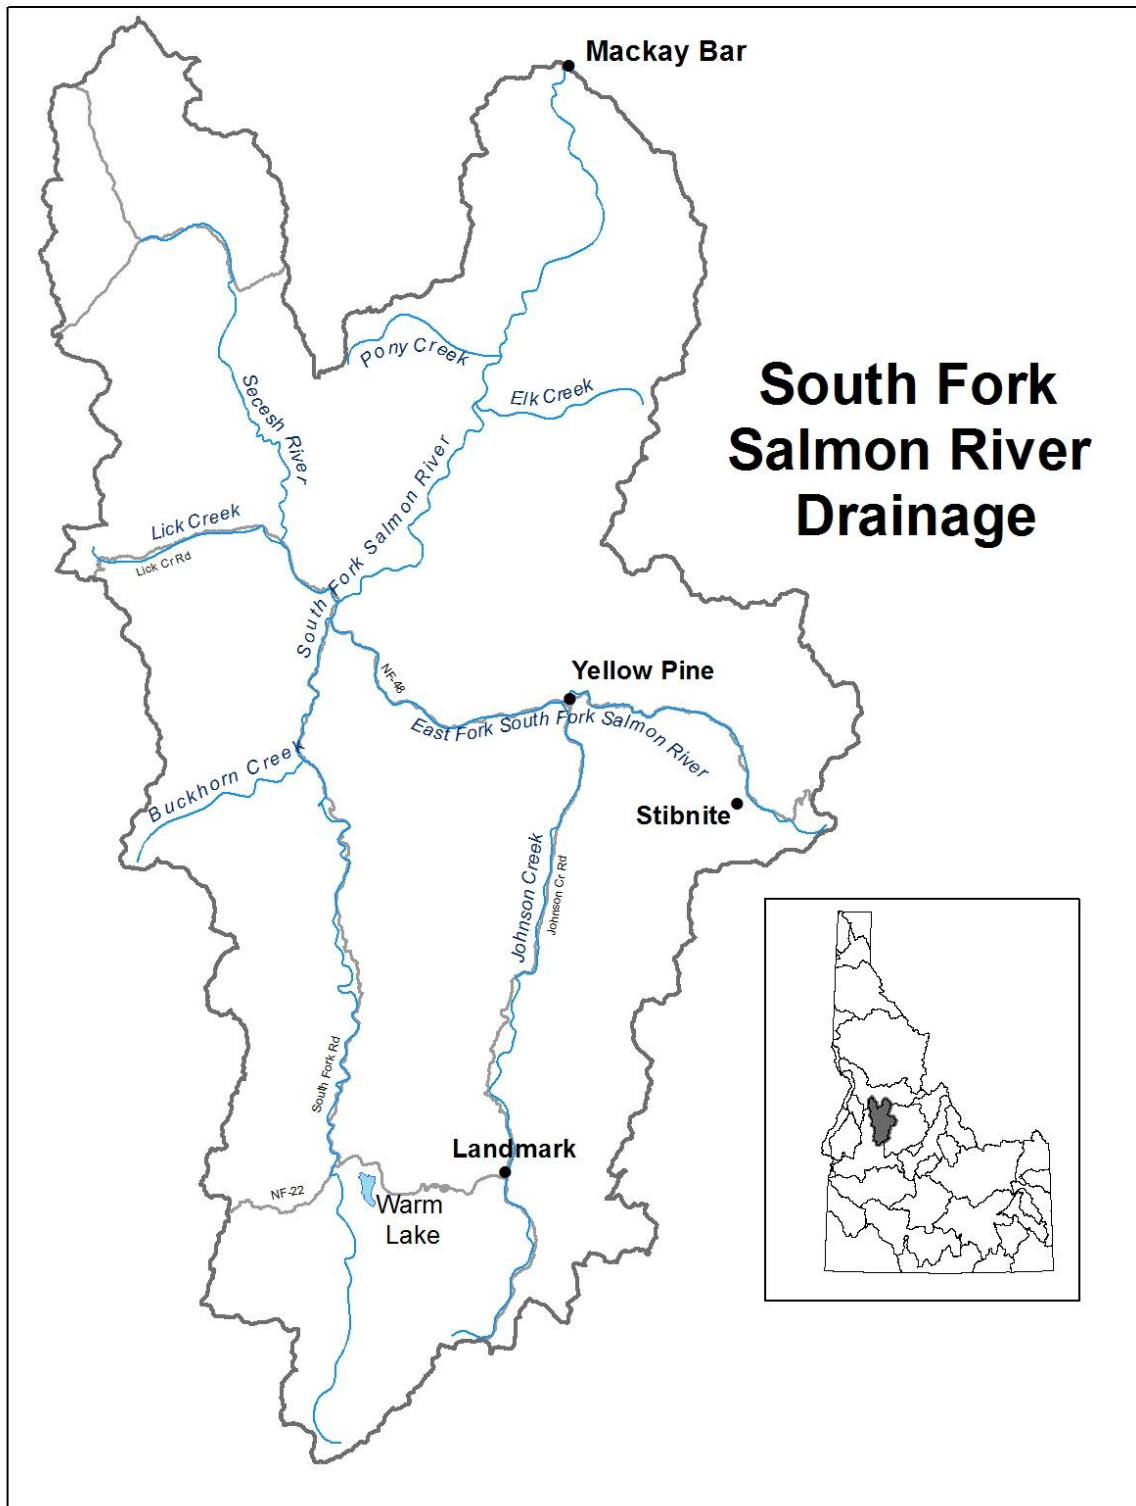 Mackay Bar
Pony Creek
Elk Creek
South Fork
Salmon River
Drainage
Secesh River
South Fork Salmon River
Lick Creek
Lick Cr Rd
Yellow Pine
NF-48
East Fork South Fork Salmon River
Buckhorn Creek
Stibnite
Johnson Creek
Johnson Cr Rd
South Fork Rd
Landmark
NF-22
Warm
Lake